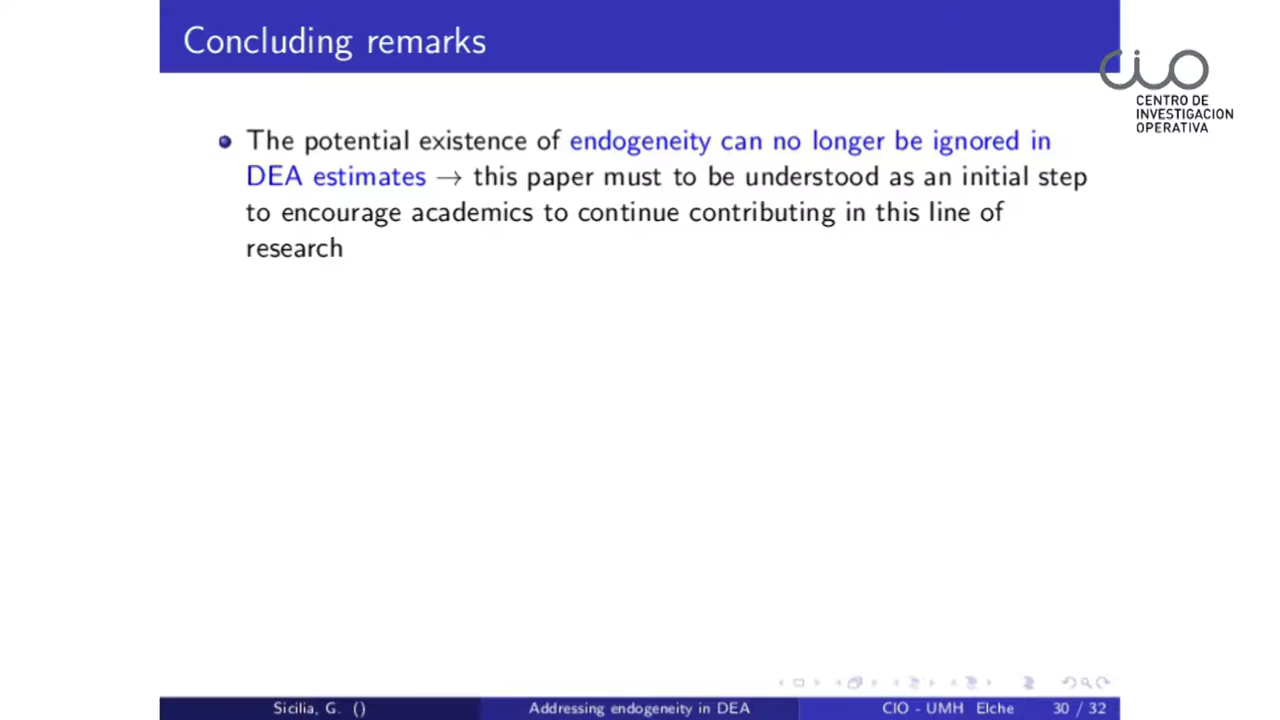 Concluding remarks
cio
CENTRO DE
INVESTIGACION
OPERATIVA
The potential existence of endogeneity can no longer be ignored in
DEA estimates → this paper must to be understood as an initial step
to encourage academics to continue contributing in this line of
research
Sicilia, G. ()
Addressing endogeneity in DEA
CIO - UMH Elche
30 / 32